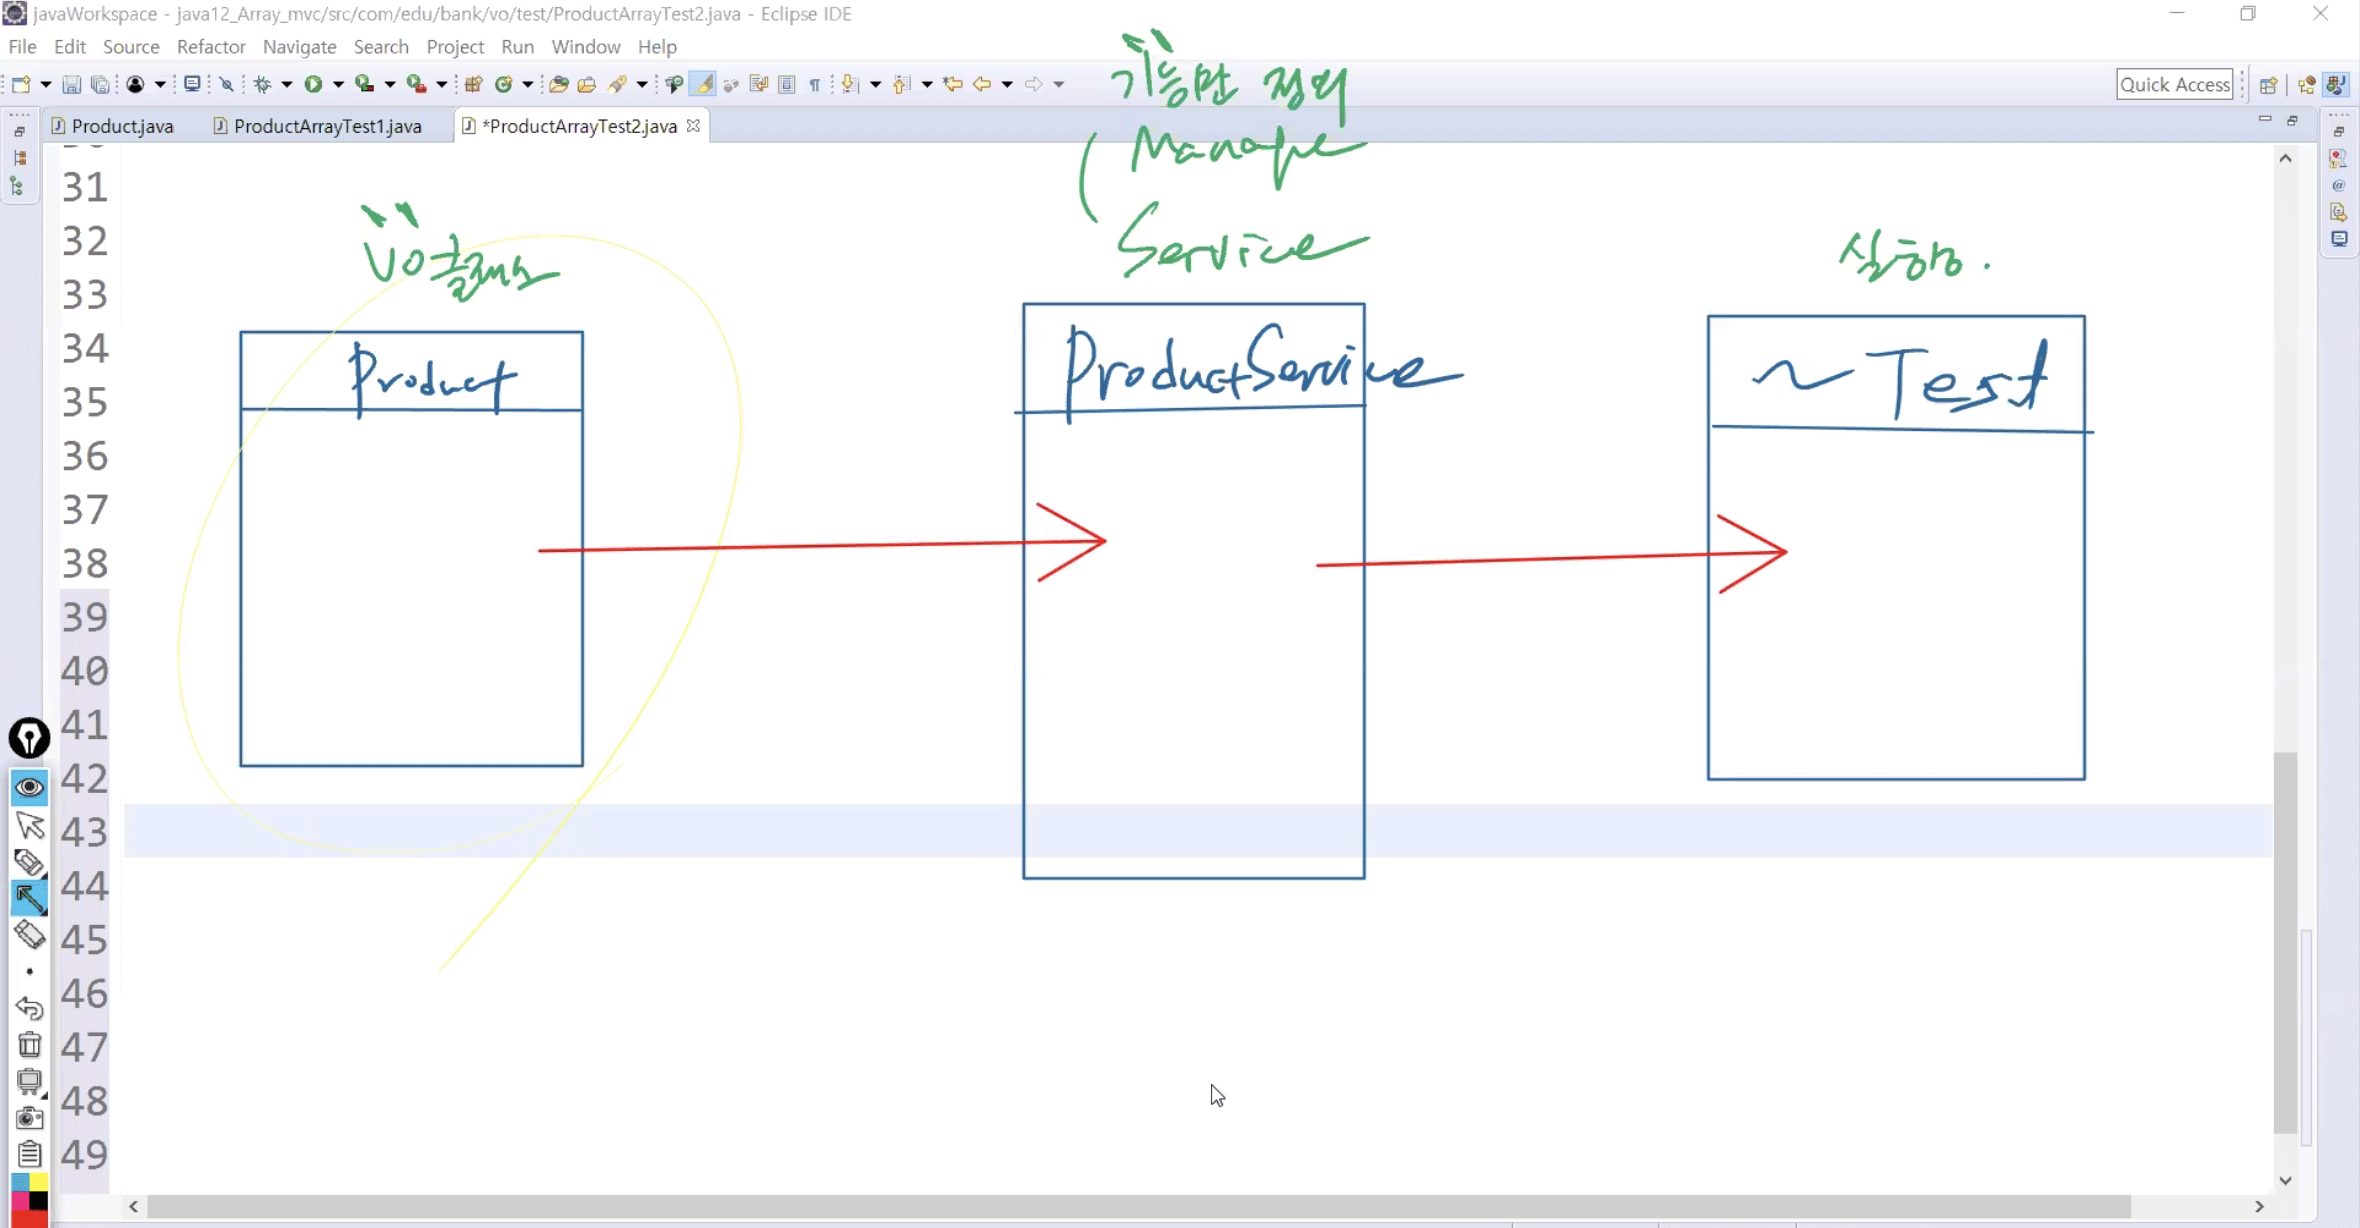 javaWorkspace - java12_Array_mvc/src/com/edu/bank/vo/test/ProductArrayTest2.java - Eclipse IDE
File Edit Source Refactor Navigate Search Project Run Window Help
Quick Access
Product.java ProductArrayTest1.java *ProductArrayTest2.java
기능만 정의
Manage
Service
VO클래스
실행.
Product
ProductService
~Test
31
32
33
34
35
36
37
38
39
40
41
42
43
44
45
46
47
48
49